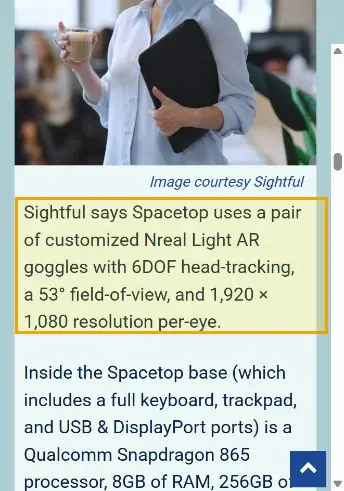 Image courtesy Sightful
Sightful says Spacetop uses a pair
of customized Nreal Light AR
goggles with 6DOF head-tracking,
a 53° field-of-view, and 1,920 ×
1,080 resolution per-eye.
Inside the Spacetop base (which
includes a full keyboard, trackpad,
and USB & DisplayPort ports) is a
Qualcomm Snapdragon 865
processor, 8GB of RAM, 256GB of